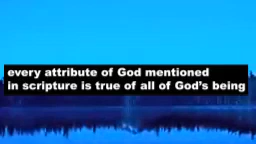 every attribute of God mentioned
in scripture is true of all of God's being